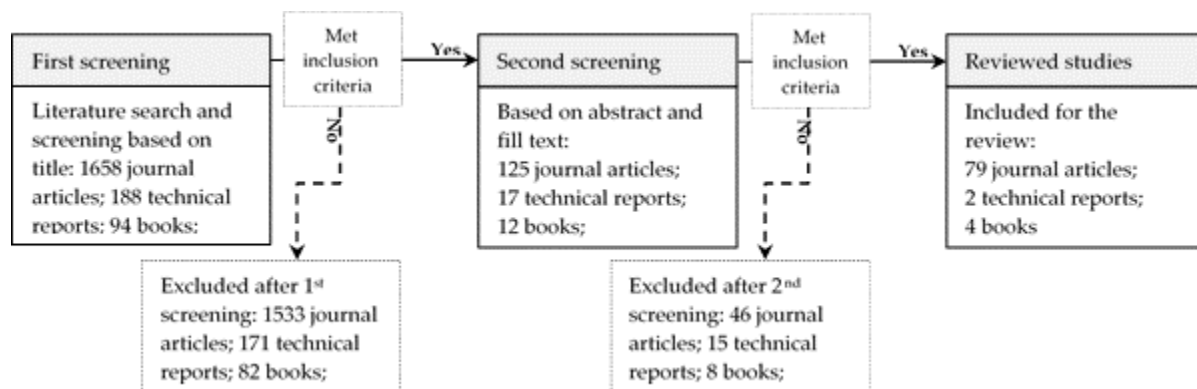 First screening
Literature search and
screening based on
title: 1658 journal
articles; 188 technical
reports; 94 books;
Met
inclusion
criteria
Yes
No
Excluded after 1st
screening: 1533 journal
articles; 171 technical
reports; 82 books;
Second screening
Based on abstract and
fill text:
125 journal articles;
17 technical reports;
12 books;
Met
inclusion
criteria
Yes
No
Excluded after 2nd
screening: 46 journal
articles; 15 technical
reports; 8 books;
Reviewed studies
Included for the
review:
79 journal articles;
2 technical reports;
4 books